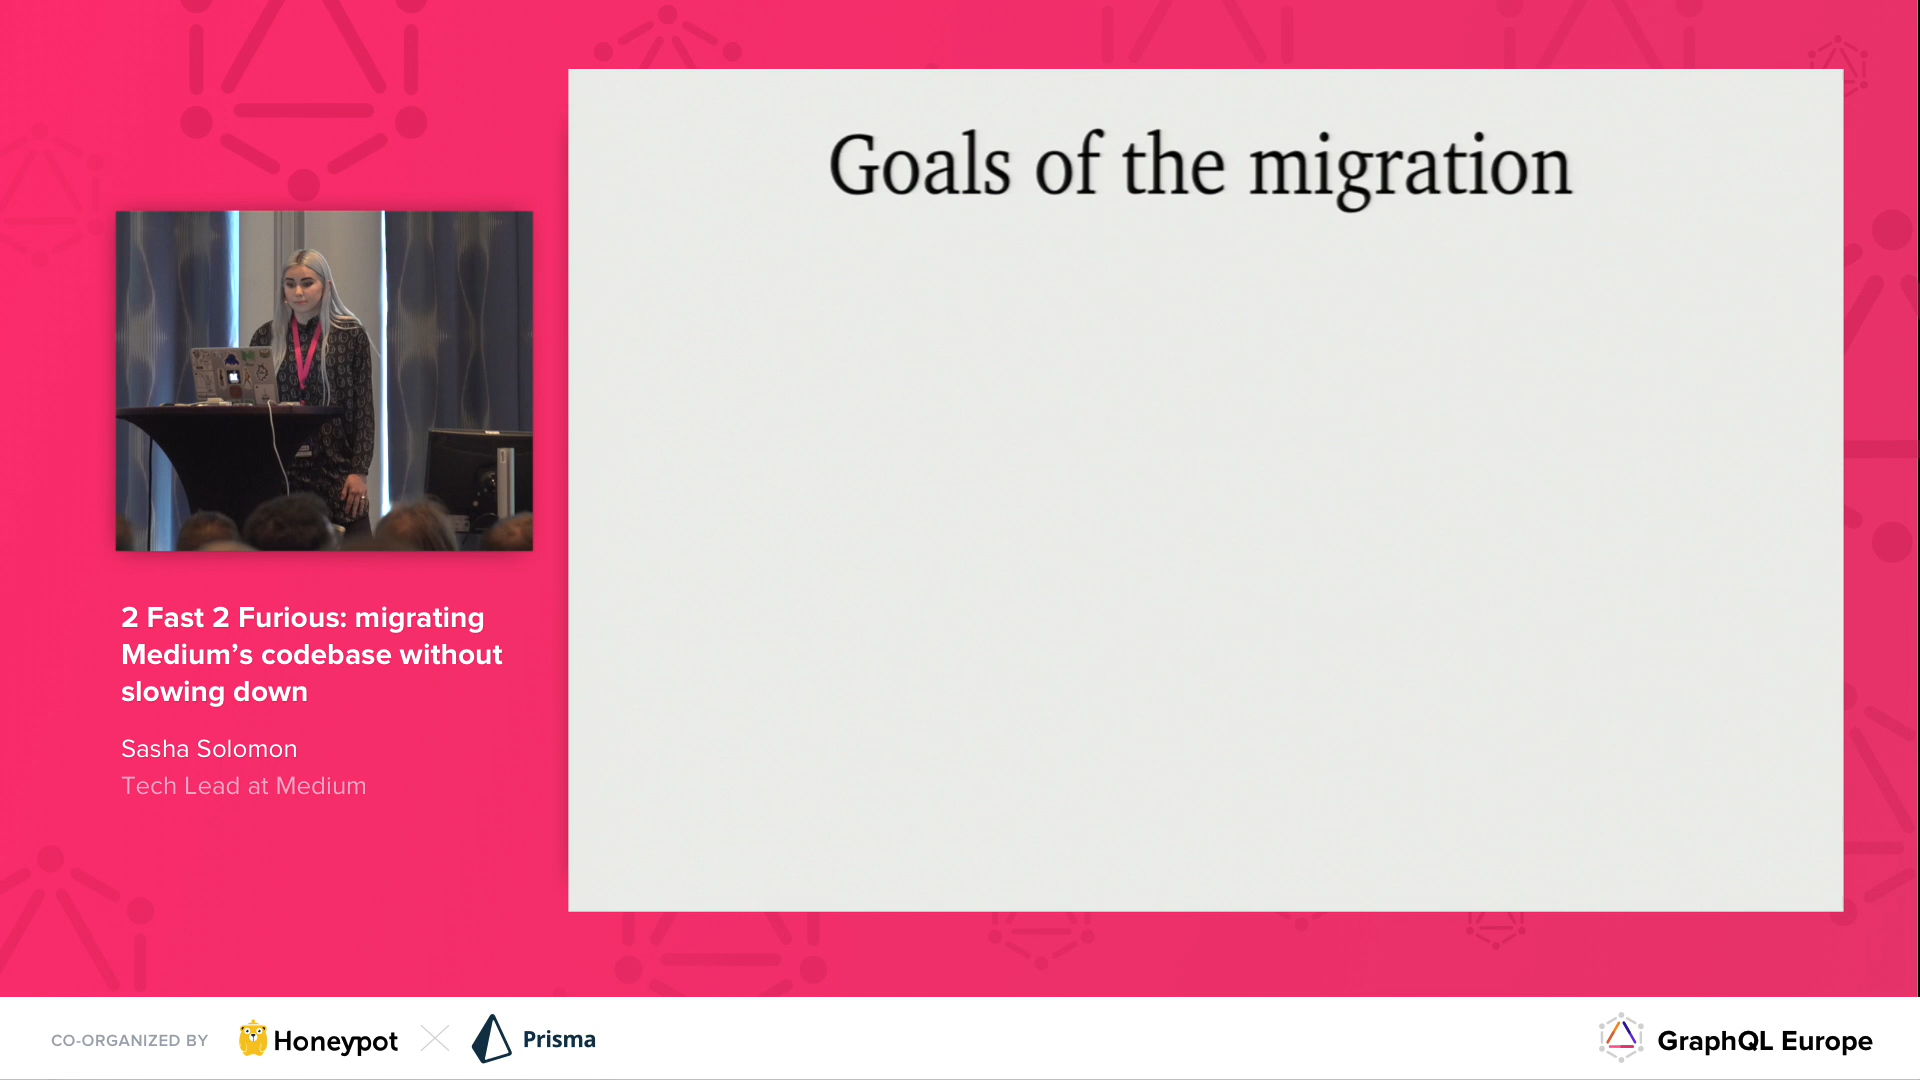 Goals of the migration
2 Fast 2 Furious: migrating
Medium’s codebase without
slowing down
Sasha Solomon
Tech Lead at Medium
CO-ORGANIZED BY
Honeypot
Prisma
GraphQL Europe